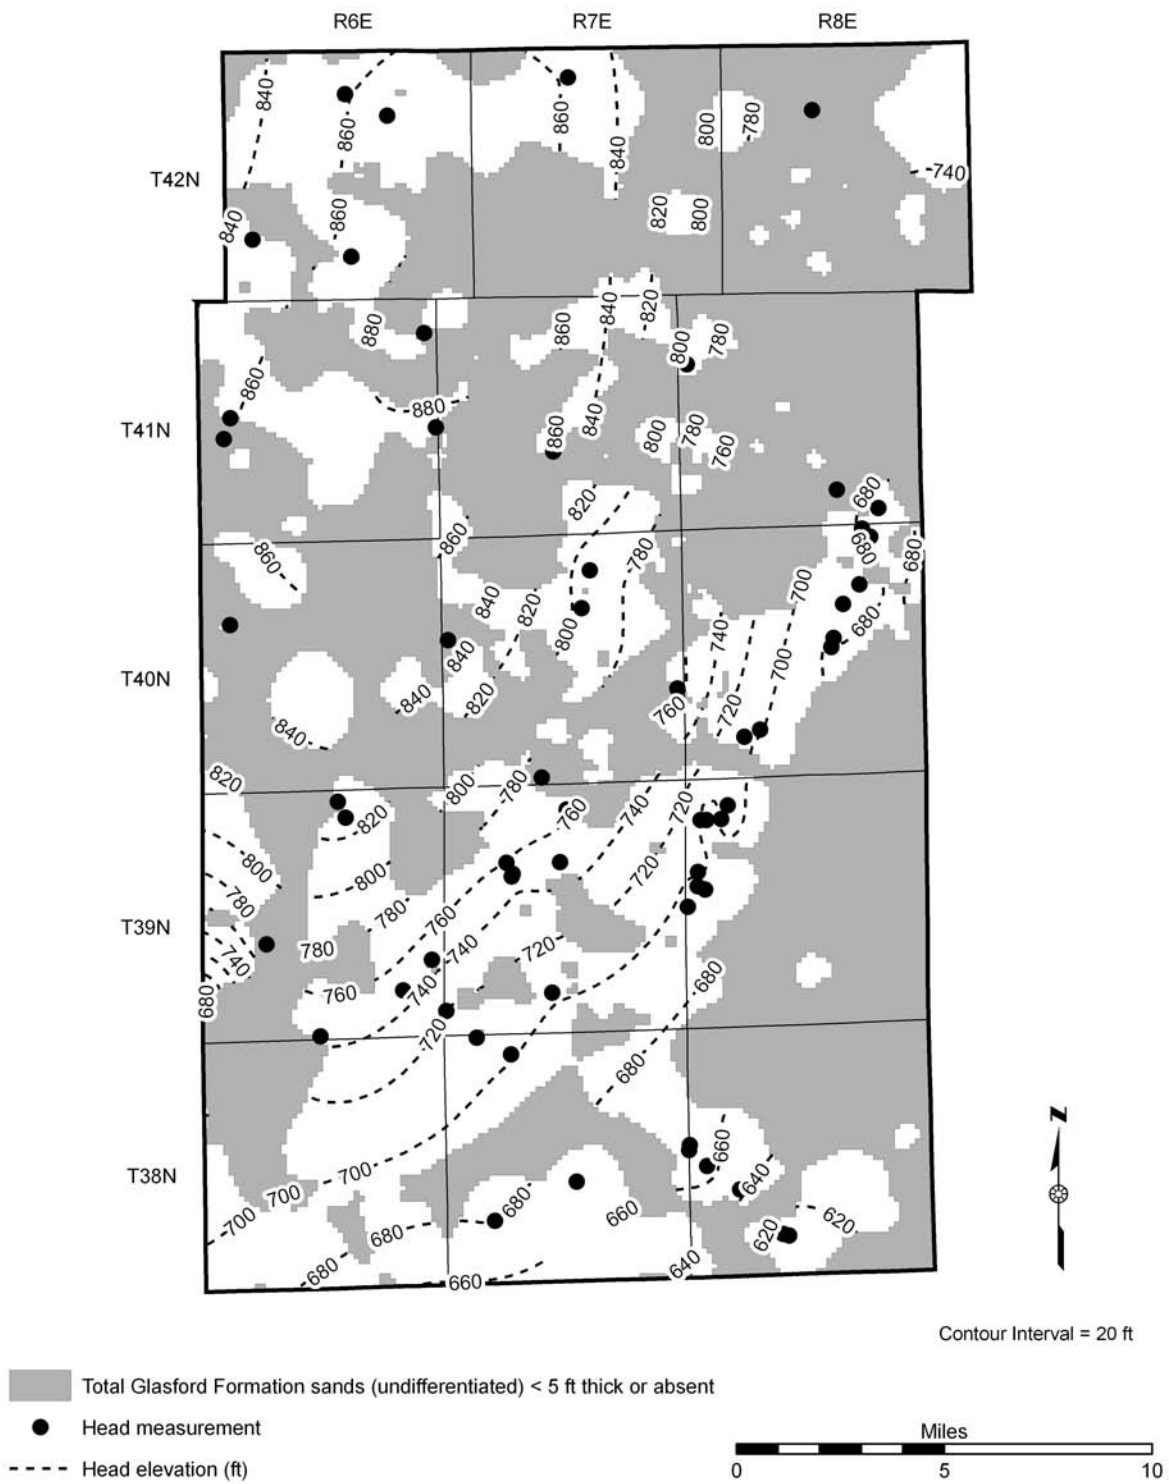 R6E R7E R8E
840 860 860 840 800 780
T42N 740
840 860 820 800
880 860 840 820 800 780
860 880
T41N 860 840 800 780 760
820 680
860 860 780 680 680
840 820 800 700 680
740
840 700
T40N 840 820 760 720
840
820 800 780
820 760 740 720
800 800 720
780 780 760
T39N 780 740 720
740 680
680 760 740
720
680
T38N 700 660 640
700 700 680 660 620
680 620
680 660 640
N
Contour Interval = 20 ft
Total Glasford Formation sands (undifferentiated) < 5 ft thick or absent
Head measurement
Miles
Head elevation (ft)
0 5 10